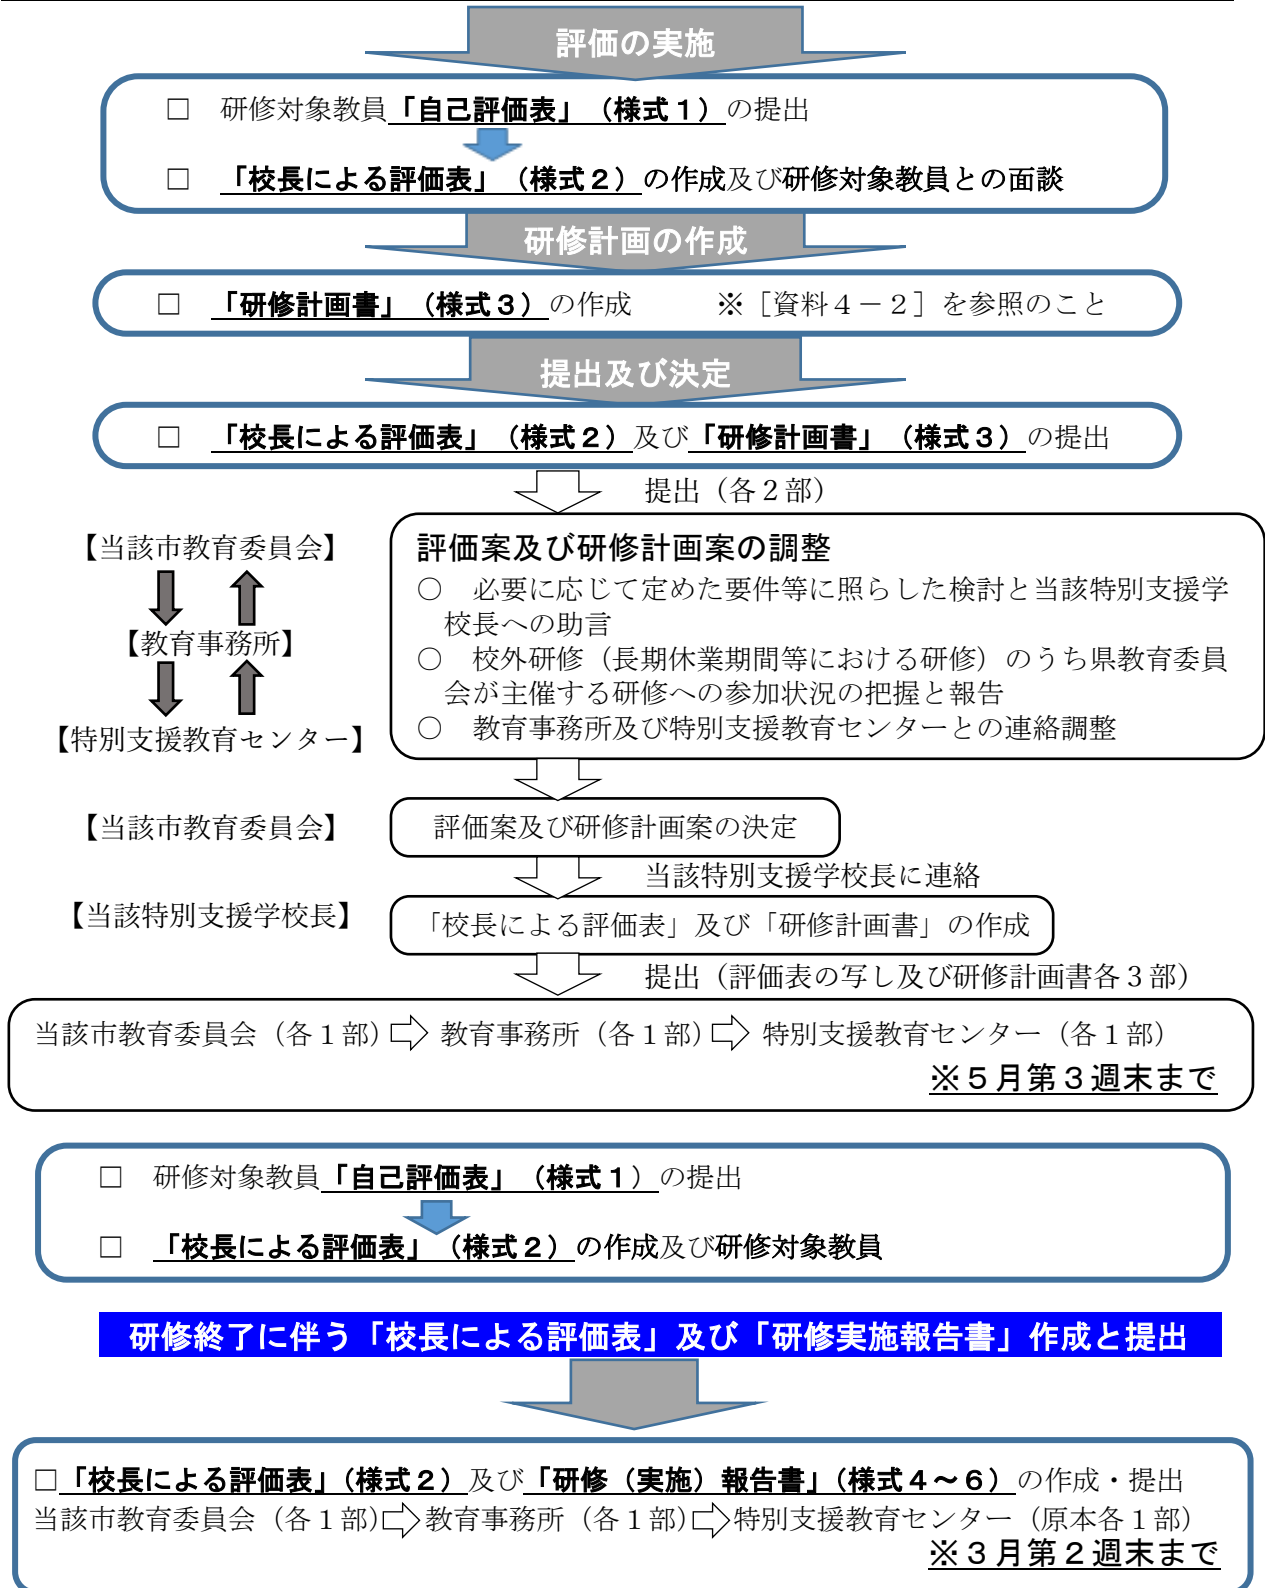 評価の実施
□　研修対象教員「自己評価表」（様式１）の提出
□　「校長による評価表」（様式２）の作成及び研修対象教員との面談
研修計画の作成
□　「研修計画書」（様式３）の作成　　　※［資料４－２］を参照のこと
提出及び決定
□　「校長による評価表」（様式２）及び「研修計画書」（様式３）の提出
提出（各２部）
【当該市教育委員会】
【教育事務所】
【特別支援教育センター】
評価案及び研修計画案の調整
○　必要に応じて定めた要件等に照らした検討と当該特別支援学
校長への助言
○　校外研修（長期休業期間等における研修）のうち県教育委員
会が主催する研修への参加状況の把握と報告
○　教育事務所及び特別支援教育センターとの連絡調整
【当該市教育委員会】
評価案及び研修計画案の決定
当該特別支援学校長に連絡
【当該特別支援学校長】
「校長による評価表」及び「研修計画書」の作成
提出（評価表の写し及び研修計画書各３部）
当該市教育委員会（各１部）⇨ 教育事務所（各１部）⇨ 特別支援教育センター（各１部）
※５月第３週末まで
□　研修対象教員「自己評価表」（様式１）の提出
□　「校長による評価表」（様式２）の作成及び研修対象教員
研修終了に伴う「校長による評価表」及び「研修実施報告書」作成と提出
□「校長による評価表」（様式２）及び「研修（実施）報告書」（様式４～６）の作成・提出
当該市教育委員会（各１部）⇨教育事務所（各１部）⇨特別支援教育センター（原本各１部）
※３月第２週末まで